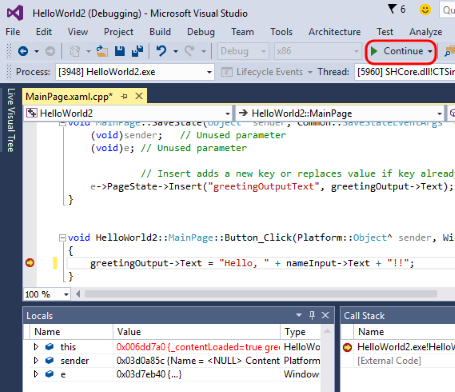 HelloWorld2 (Debugging) - Microsoft Visual Studio
6
File Edit View Project Build Debug Team Tools Architecture Test Analyze
Debug x86 Continue
Process: [3948] HelloWorld2.exe Lifecycle Events Thread: [5960] SHCore.dll!CTSin
Live Visual Tree
MainPage.xaml.cpp*
HelloWorld2 HelloWorld2::MainPage
void MainPage::SaveState(Object^ sender, Common::SaveStateEventArgs
(void)sender; // Unused parameter
(void)e; // Unused parameter
// Insert adds a new key or replaces value if key alread
e->PageState->Insert("greetingOutputText", greetingOutput->Text);
}
void HelloWorld2::MainPage::Button_Click(Platform::Object^ sender, Wi
{
greetingOutput->Text = "Hello, " + nameInput->Text + "!!";
}
100 %
Locals
Name Value Type
this 0x006dd7a0 {_contentLoaded=true gree HelloWo
sender 0x03d0a85c {Name = <NULL> Content Platform
e 0x03d7eb40 {...} Window
Call Stack
Name
HelloWorld2.exe!HelloW
[External Code]